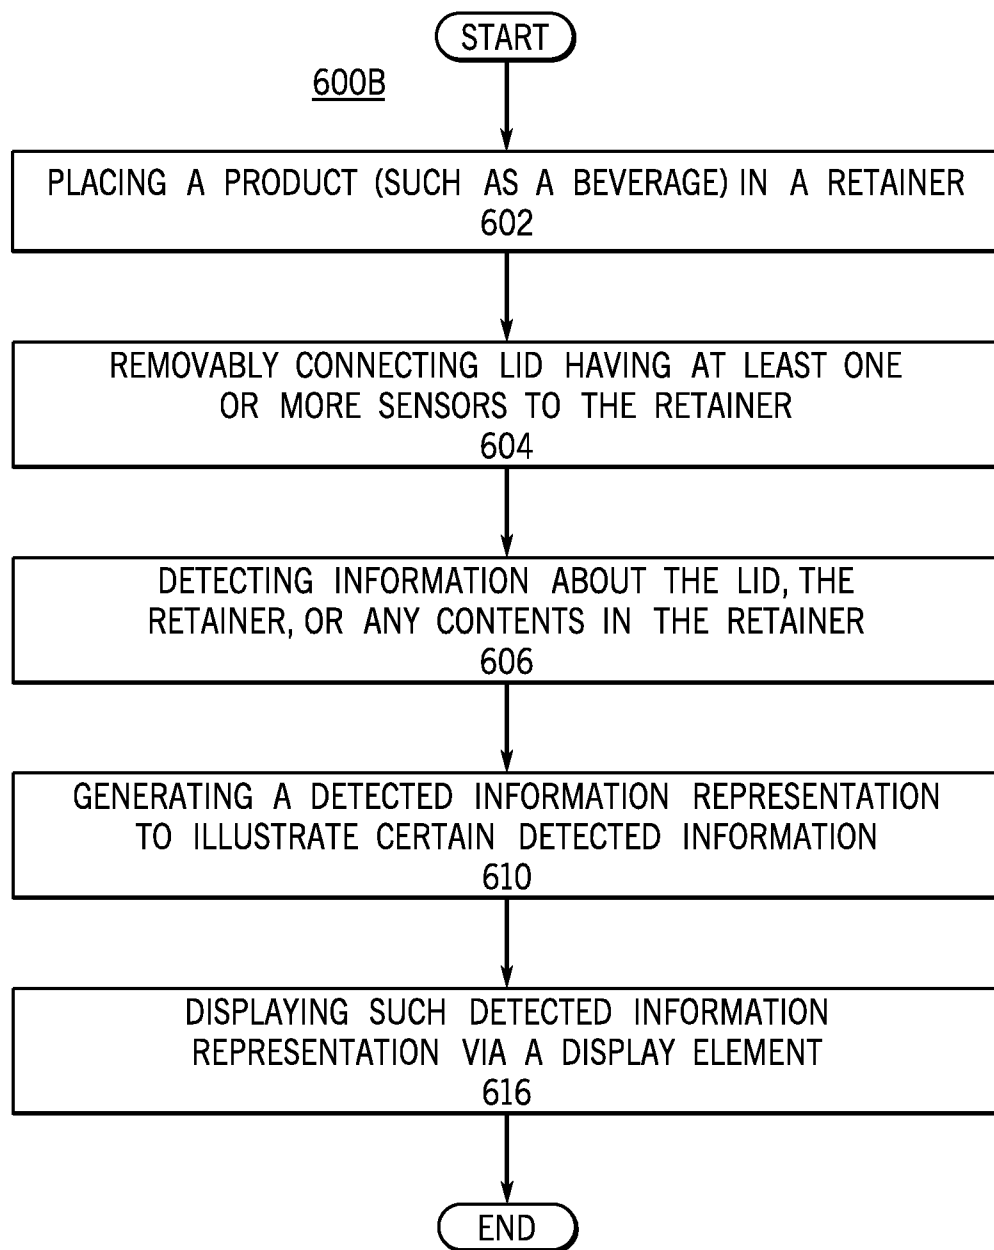 START
600B
PLACING A PRODUCT (SUCH AS A BEVERAGE) IN A RETAINER
602
REMOVABLY CONNECTING LID HAVING AT LEAST ONE
OR MORE SENSORS TO THE RETAINER
604
DETECTING INFORMATION ABOUT THE LID, THE
RETAINER, OR ANY CONTENTS IN THE RETAINER
606
GENERATING A DETECTED INFORMATION REPRESENTATION
TO ILLUSTRATE CERTAIN DETECTED INFORMATION
610
DISPLAYING SUCH DETECTED INFORMATION
REPRESENTATION VIA A DISPLAY ELEMENT
616
END